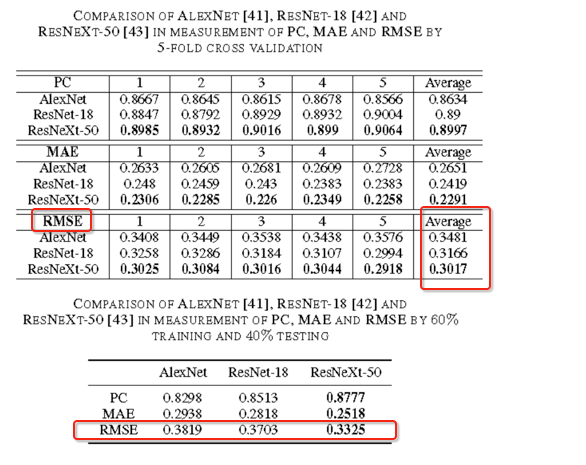 COMPARISON OF ALEXNET [41], RESNET-18 [42] AND
RESNEXT-50 [43] IN MEASUREMENT OF PC, MAE AND RMSE BY
5-FOLD CROSS VALIDATION
PC 1 2 3 4 5 Average
AlexNet 0.8667 0.8645 0.8615 0.8678 0.8566 0.8634
ResNet-18 0.8847 0.8792 0.8929 0.8932 0.9004 0.89
ResNeXt-50 0.8985 0.8932 0.9016 0.899 0.9064 0.8997
MAE 1 2 3 4 5 Average
AlexNet 0.2633 0.2605 0.2681 0.2609 0.2728 0.2651
ResNet-18 0.248 0.2459 0.243 0.2383 0.2383 0.2419
ResNeXt-50 0.2306 0.2285 0.226 0.2349 0.2258 0.2291
RMSE 1 2 3 4 5 Average
AlexNet 0.3408 0.3449 0.3538 0.3438 0.3576 0.3481
ResNet-18 0.3258 0.3286 0.3184 0.3107 0.2994 0.3166
ResNeXt-50 0.3025 0.3084 0.3016 0.3044 0.2918 0.3017
COMPARISON OF ALEXNET [41], RESNET-18 [42] AND
RESNEXT-50 [43] IN MEASUREMENT OF PC, MAE AND RMSE BY 60%
TRAINING AND 40% TESTING
AlexNet ResNet-18 ResNeXt-50
PC 0.8298 0.8513 0.8777
MAE 0.2938 0.2818 0.2518
RMSE 0.3819 0.3703 0.3325